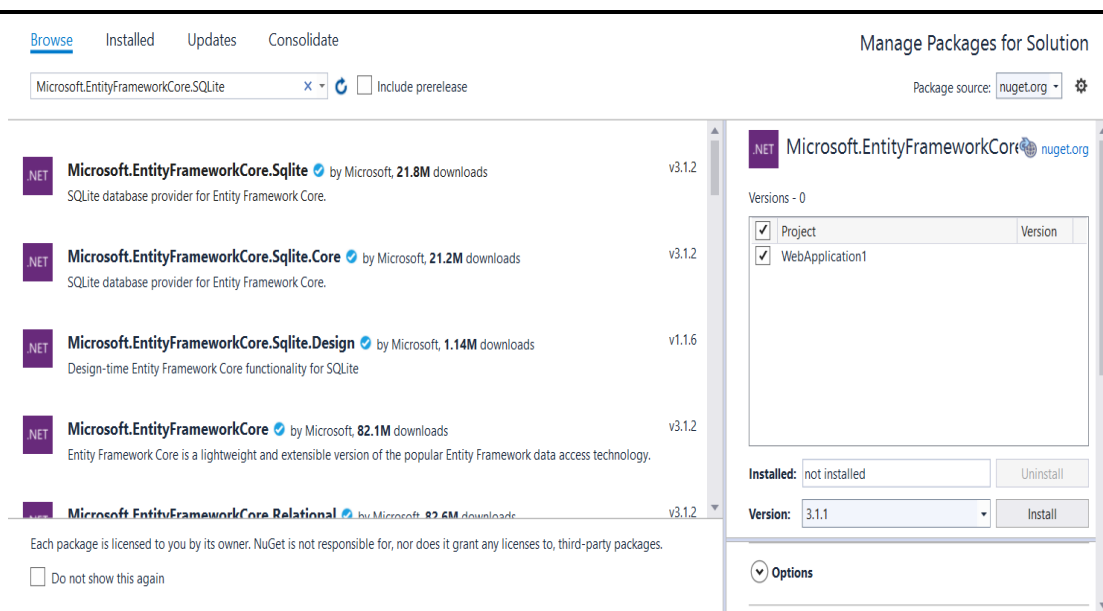 Browse Installed Updates Consolidate
Manage Packages for Solution
Microsoft.EntityFrameworkCore.SQLite
Include prerelease
Package source: nuget.org
.NET Microsoft.EntityFrameworkCore.Sqlite by Microsoft, 21.8M downloads v3.1.2
SQLite database provider for Entity Framework Core.
.NET Microsoft.EntityFrameworkCore.Sqlite.Core by Microsoft, 21.2M downloads v3.1.2
SQLite database provider for Entity Framework Core.
.NET Microsoft.EntityFrameworkCore.Sqlite.Design by Microsoft, 1.14M downloads v1.1.6
Design-time Entity Framework Core functionality for SQLite
.NET Microsoft.EntityFrameworkCore by Microsoft, 82.1M downloads v3.1.2
Entity Framework Core is a lightweight and extensible version of the popular Entity Framework data access technology.
.NET Microsoft.EntityFrameworkCore.Relational by Microsoft, 82.6M downloads v3.1.2
Each package is licensed to you by its owner. NuGet is not responsible for, nor does it grant any licenses to, third-party packages.
Do not show this again
.NET Microsoft.EntityFrameworkCore nuget.org
Versions - 0
Project Version
WebApplication1
Installed: not installed Uninstall
Version: 3.1.1 Install
Options